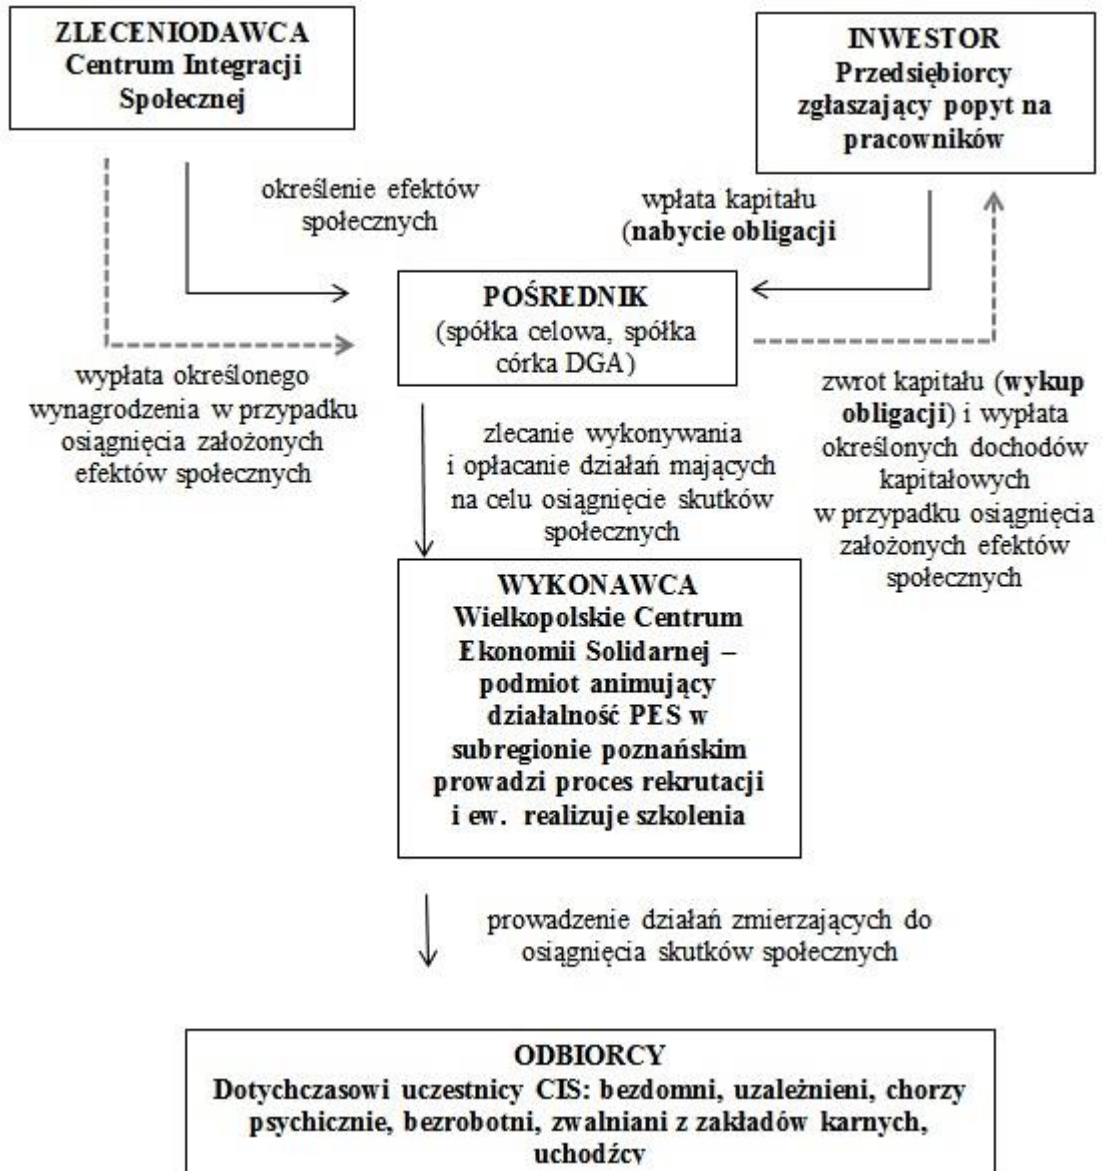 ZLECENIODAWCA
Centrum Integracji
Społecznej
INWESTOR
Przedsiębiorcy
zgłaszający popyt na
pracowników
określenie efektów
społecznych
wpłata kapitału
(nabycie obligacji
POŚREDNIK
(spółka celowa, spółka
córka DGA)
wypłata określonego
wynagrodzenia w przypadku
osiągnięcia założonych
efektów społecznych
zwrot kapitału (wykup
obligacji) i wypłata
określonych dochodów
kapitałowych
w przypadku osiągnięcia
założonych efektów
społecznych
zlecanie wykonywania
i opłacanie działań mających
na celu osiągnięcie skutków
społecznych
WYKONAWCA
Wielkopolskie Centrum
Ekonomii Solidarnej –
podmiot animujący
działalność PES w
subregionie poznańskim
prowadzi proces rekrutacji
i ew. realizuje szkolenia
prowadzenie działań zmierzających do
osiągnięcia skutków społecznych
ODBIORCY
Dotychczasowi uczestnicy CIS: bezdomni, uzależnieni, chorzy
psychicznie, bezrobotni, zwalniani z zakładów karnych,
uchodźcy